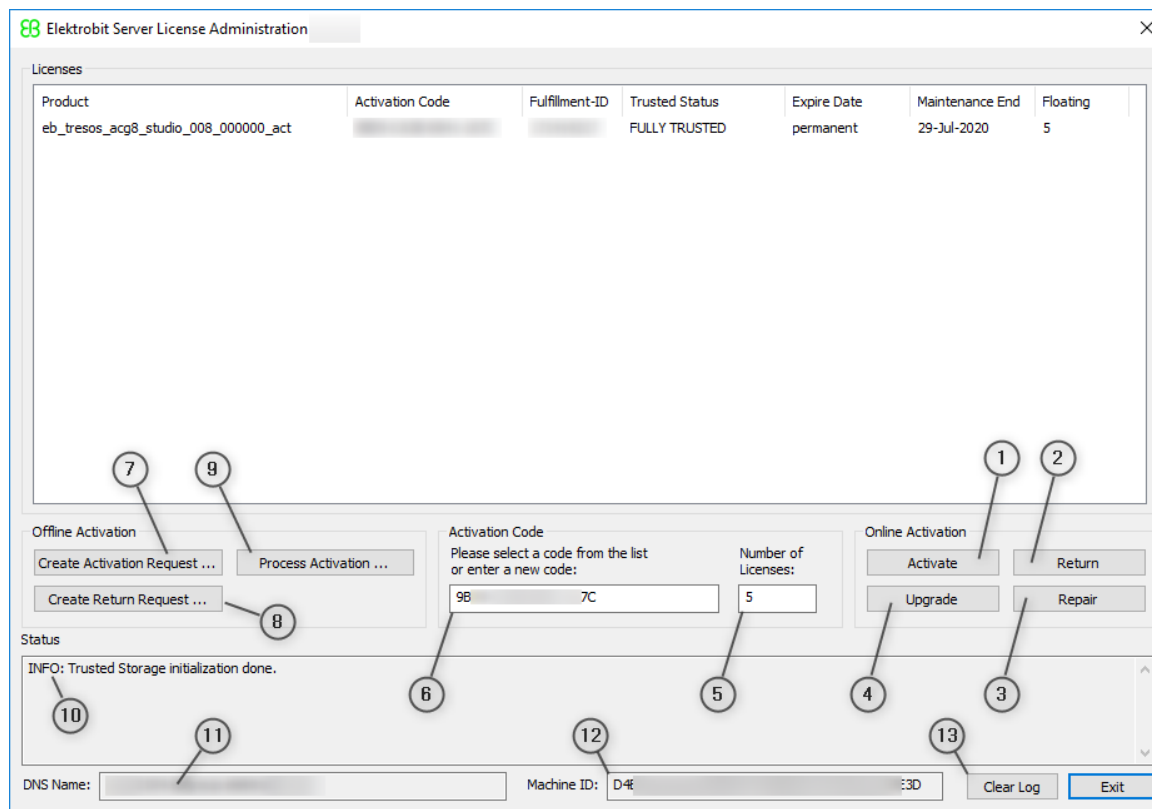 EB Elektrobit Server License Administration
Licenses
Product Activation Code Fulfillment-ID Trusted Status Expire Date Maintenance End Floating
eb_tresos_acg8_studio_008_000000_act FULLY TRUSTED permanent 29-Jul-2020 5
7 9 1 2
Offline Activation Activation Code Online Activation
Create Activation Request ... Process Activation ... Please select a code from the list Number of Activate Return
or enter a new code: Licenses:
Create Return Request ... 9B 7C 5 Upgrade Repair
8
Status
INFO: Trusted Storage initialization done.
10 6 5 4 3
11 12 13
DNS Name: Machine ID: D4 E3D Clear Log Exit